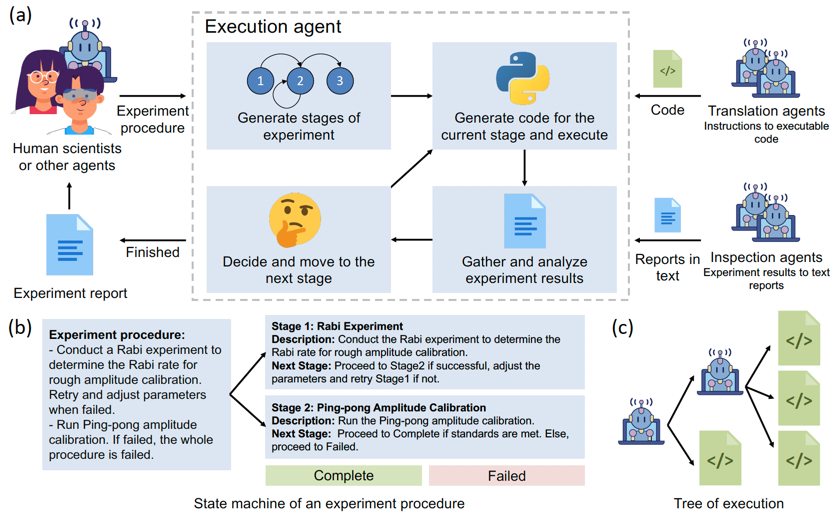 (a)
Execution agent
1
2
3
Generate stages of
experiment
Generate code for the
current stage and execute
Decide and move to the
next stage
Gather and analyze
experiment results
Experiment
procedure
Human scientists
or other agents
Finished
Experiment report
</>
Code
Translation agents
Instructions to executable
code
Reports in
text
Inspection agents
Experiment results to text
reports
(b)
Experiment procedure:
- Conduct a Rabi experiment to
determine the Rabi rate for
rough amplitude calibration.
Retry and adjust parameters
when failed.
- Run Ping-pong amplitude
calibration. If failed, the whole
procedure is failed.
Stage 1: Rabi Experiment
Description: Conduct the Rabi experiment to determine the
Rabi rate for rough amplitude calibration.
Next Stage: Proceed to Stage2 if successful, adjust the
parameters and retry Stage1 if not.
Stage 2: Ping-pong Amplitude Calibration
Description: Run the Ping-pong amplitude calibration.
Next Stage: Proceed to Complete if standards are met. Else,
proceed to Failed.
Complete
Failed
State machine of an experiment procedure
(c)
</>
</>
</>
</>
Tree of execution